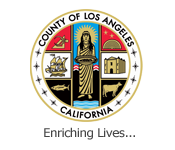 COUNTY OF LOS ANGELES
CALIFORNIA
Enriching Lives...